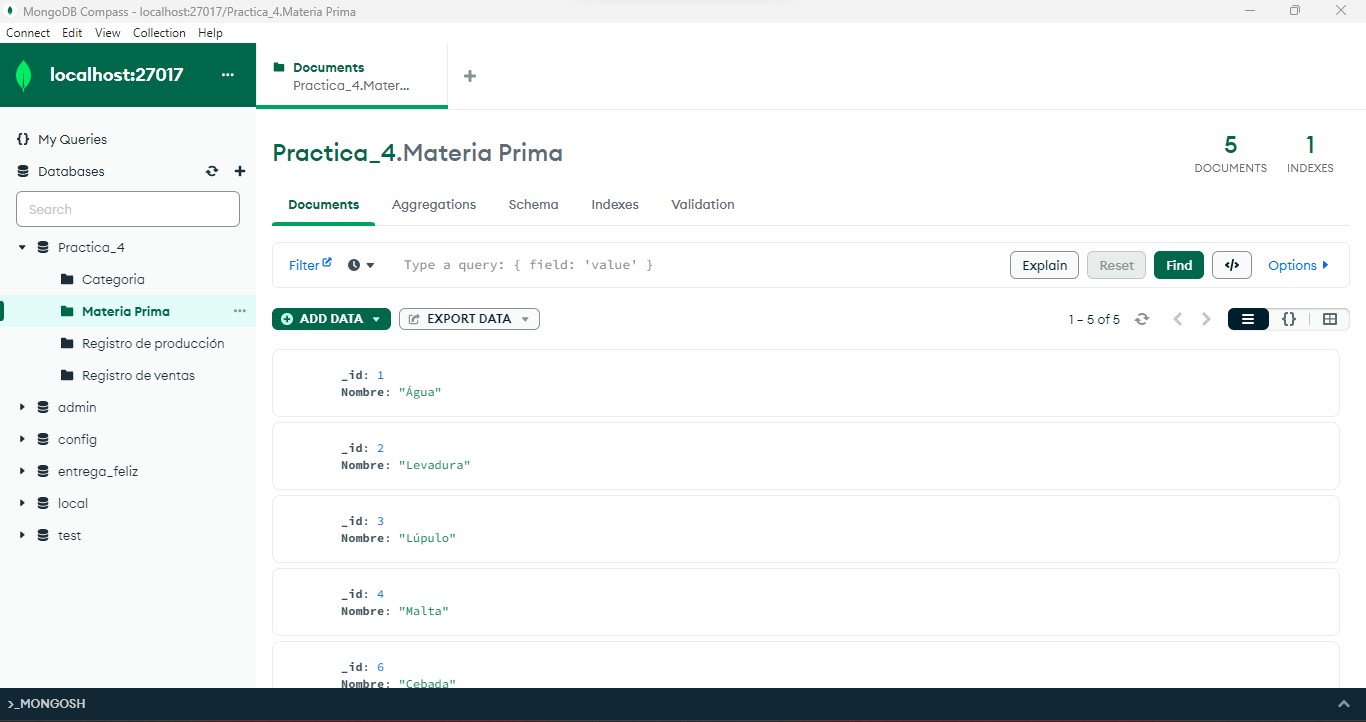 MongoDB Compass - localhost:27017/Practica_4.Materia Prima
Connect Edit View Collection Help
localhost:27017 ...
Documents
Practica_4.Mater...
{} My Queries
Databases
Search
Practica_4
Categoria
Materia Prima ...
Registro de producción
Registro de ventas
admin
config
entrega_feliz
local
test
Practica_4.Materia Prima
5
DOCUMENTS
1
INDEXES
Documents Aggregations Schema Indexes Validation
Filter Type a query: { field: 'value' } Explain Reset Find </> Options
ADD DATA EXPORT DATA 1 – 5 of 5 {}
_id: 1
Nombre: "Água"
_id: 2
Nombre: "Levadura"
_id: 3
Nombre: "Lúpulo"
_id: 4
Nombre: "Malta"
_id: 6
Nombre: "Cebada"
>_MONGOSH